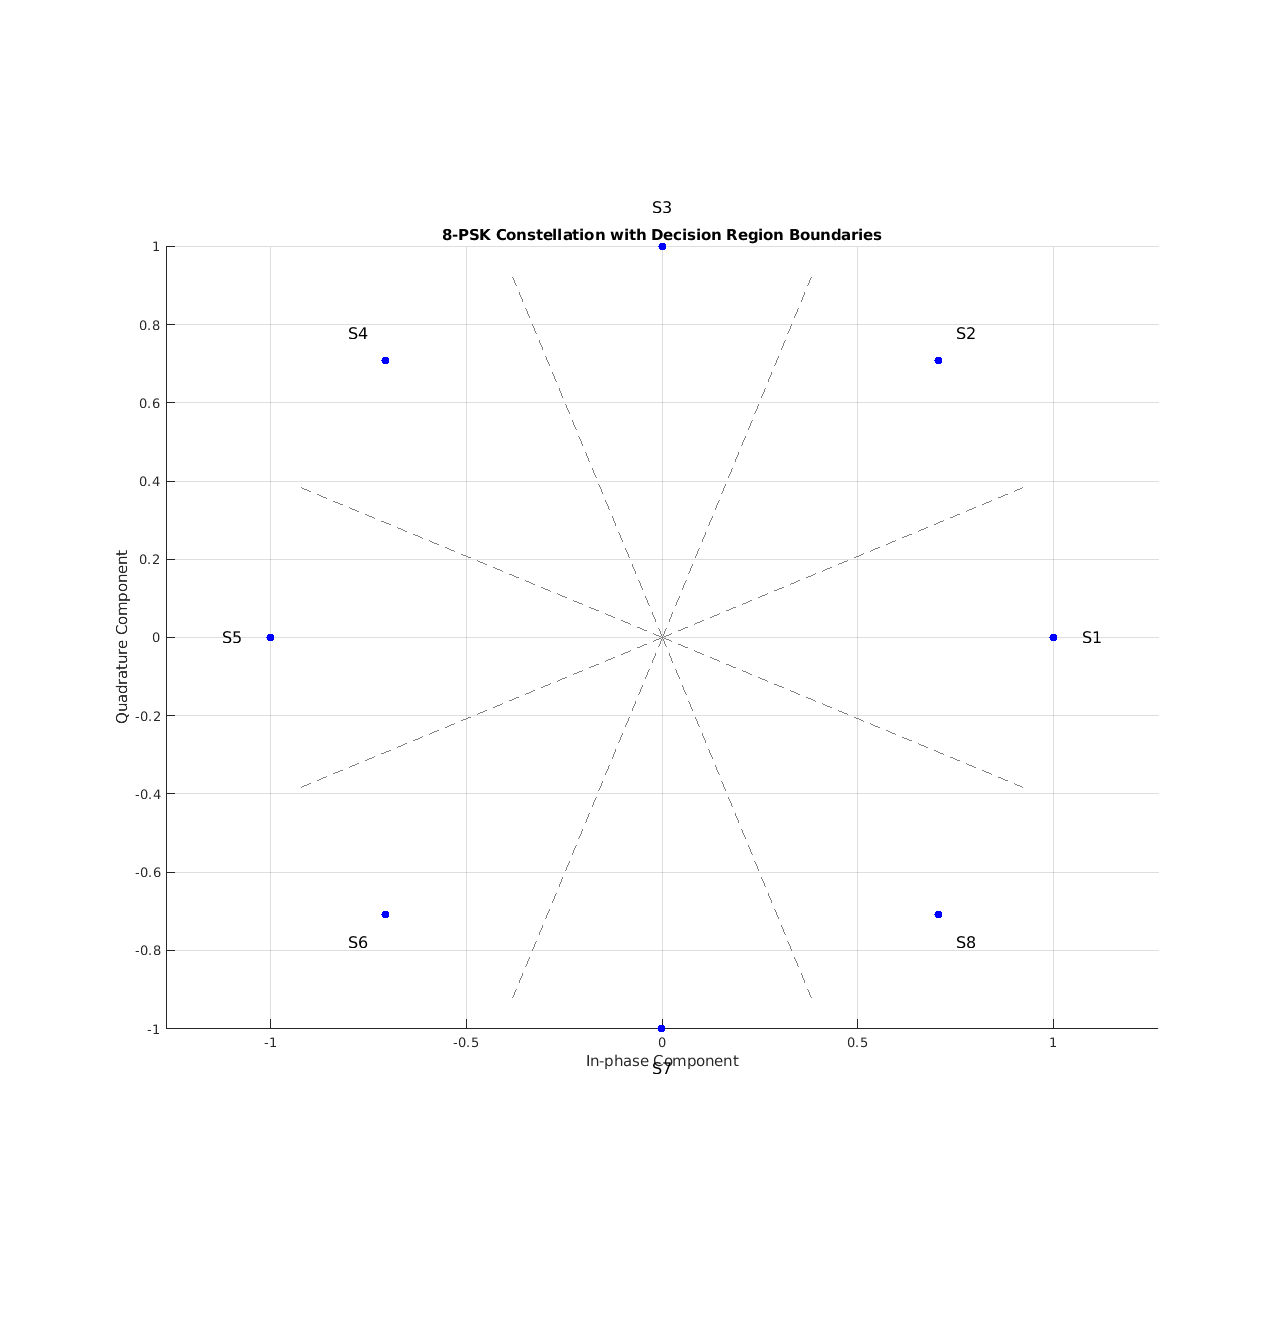 S3
8-PSK Constellation with Decision Region Boundaries
1
0.8
0.6
0.4
0.2
0
-0.2
-0.4
-0.6
-0.8
-1
Quadrature Component
S4
S2
S5
S1
S6
S8
-1
-0.5
0
0.5
1
In-phase Component
S7